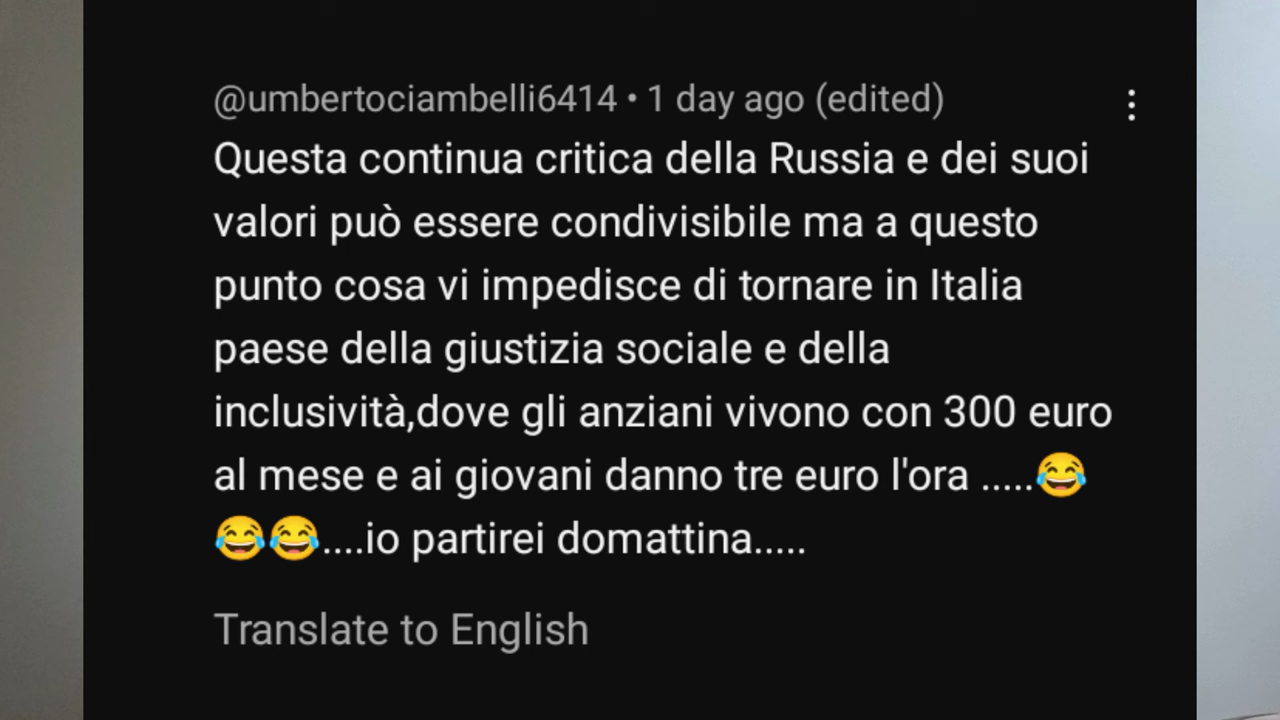 @umbertociambelli6414 • 1 day ago (edited)
Questa continua critica della Russia e dei suoi
valori può essere condivisibile ma a questo
punto cosa vi impedisce di tornare in Italia
paese della giustizia sociale e della
inclusività,dove gli anziani vivono con 300 euro
al mese e ai giovani danno tre euro l'ora .....😂
😂😂....io partirei domattina.....
Translate to English